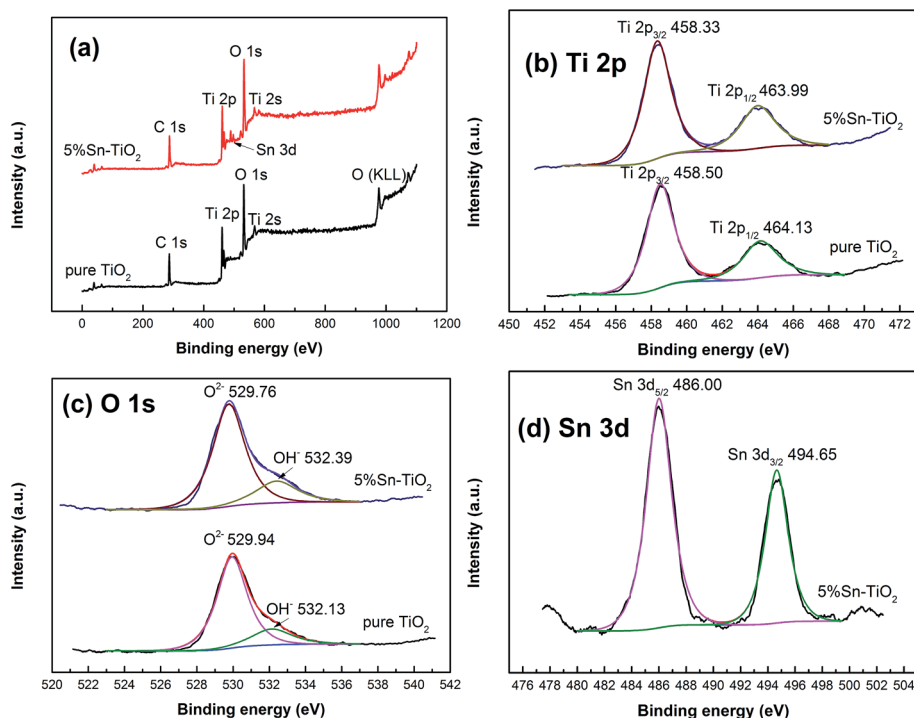 (a)
O 1s
Ti 2p
Ti 2s
C 1s
5%Sn-TiO2
Sn 3d
O 1s
O (KLL)
Ti 2p
Ti 2s
C 1s
pure TiO2
Intensity (a.u.)
0 200 400 600 800 1000 1200
Binding energy (eV)
(b) Ti 2p
Ti 2p3/2 458.33
Ti 2p1/2 463.99
5%Sn-TiO2
Ti 2p3/2 458.50
Ti 2p1/2 464.13
pure TiO2
Intensity (a.u.)
450 452 454 456 458 460 462 464 466 468 470 472
Binding energy (eV)
(c) O 1s
O2- 529.76
OH- 532.39
5%Sn-TiO2
O2- 529.94
OH- 532.13
pure TiO2
Intensity (a.u.)
520 522 524 526 528 530 532 534 536 538 540 542
Binding energy (eV)
(d) Sn 3d
Sn 3d5/2 486.00
Sn 3d3/2 494.65
5%Sn-TiO2
Intensity (a.u.)
476 478 480 482 484 486 488 490 492 494 496 498 500 502 504
Binding energy (eV)